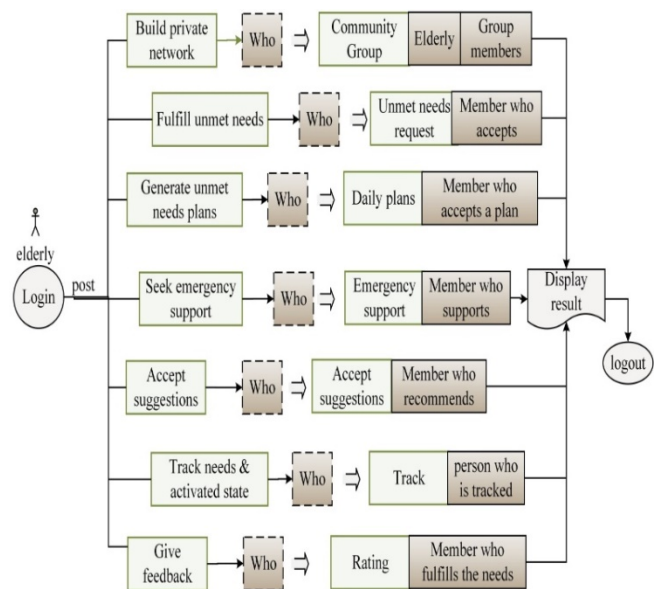 Build private
network
Who
Community
Group
Elderly
Group
members
Fulfill unmet needs
Who
Unmet needs
request
Member who
accepts
Generate unmet
needs plans
Who
Daily plans
Member who
accepts a plan
elderly
Login
post
Seek emergency
support
Who
Emergency
support
Member who
supports
Display
result
logout
Accept
suggestions
Who
Accept
suggestions
Member who
recommends
Track needs &
activated state
Who
Track
person who
is tracked
Give
feedback
Who
Rating
Member who
fulfills the needs